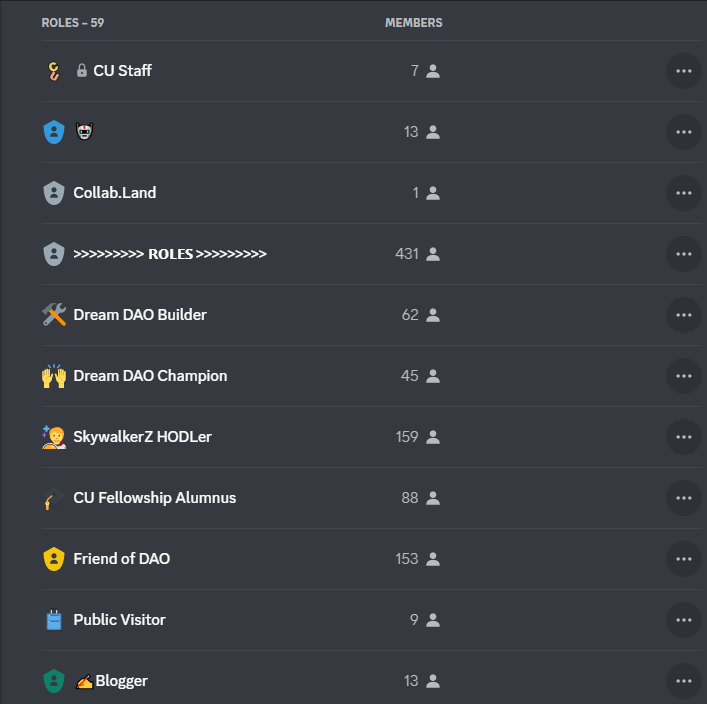 ROLES – 59 MEMBERS
CU Staff 7
13
Collab.Land 1
>>>>>>>>> ROLES >>>>>>>>> 431
Dream DAO Builder 62
Dream DAO Champion 45
SkywalkerZ HODLer 159
CU Fellowship Alumnus 88
Friend of DAO 153
Public Visitor 9
Blogger 13